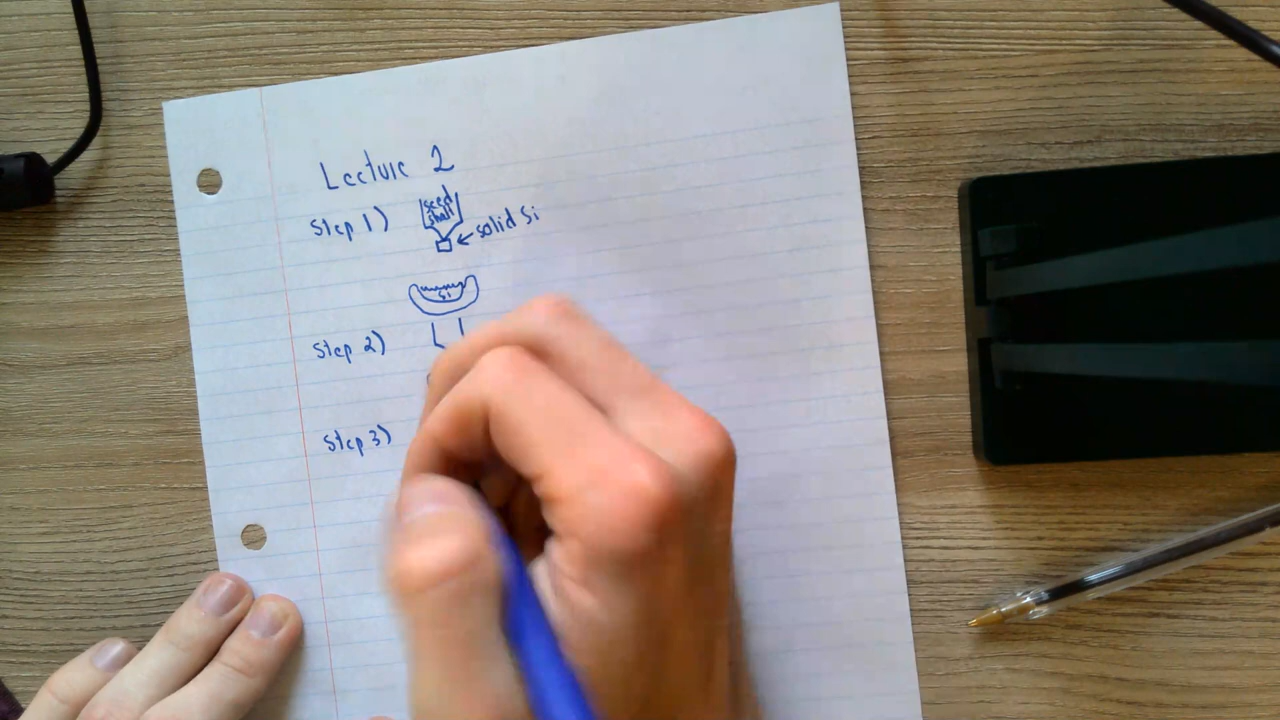 Lecture 2
Step 1)
seed
shaft
solid Si
Si
Step 2)
Step 3)